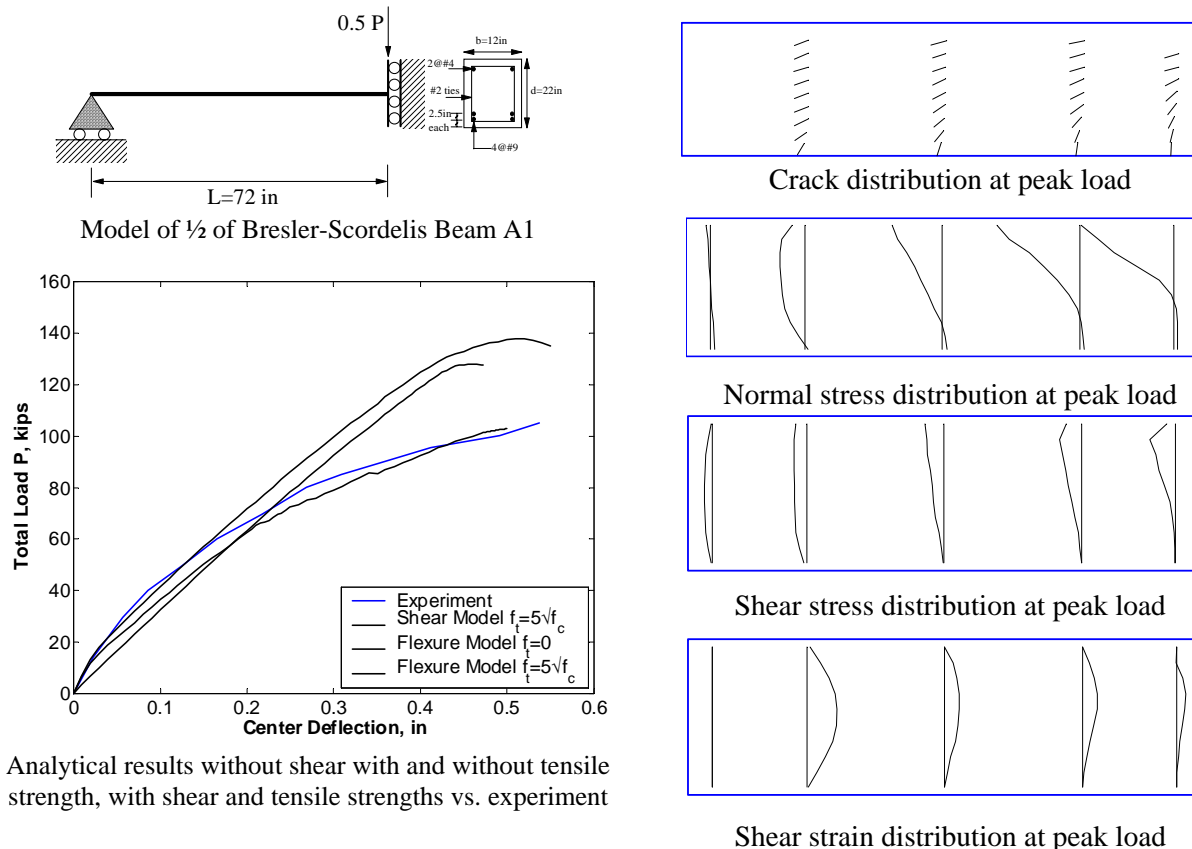 0.5 P
b=12in
2@#4
d=22in
#2 ties
2.5in
each
4@#9
L=72 in
Model of ½ of Bresler-Scordelis Beam A1
160
140
120
100
80
60
40
20
0
Total Load P, kips
0 0.1 0.2 0.3 0.4 0.5 0.6
Center Deflection, in
Experiment
Shear Model f_t=5√f_c
Flexure Model f_t=0
Flexure Model f_t=5√f_c
Analytical results without shear with and without tensile
strength, with shear and tensile strengths vs. experiment
Crack distribution at peak load
Normal stress distribution at peak load
Shear stress distribution at peak load
Shear strain distribution at peak load